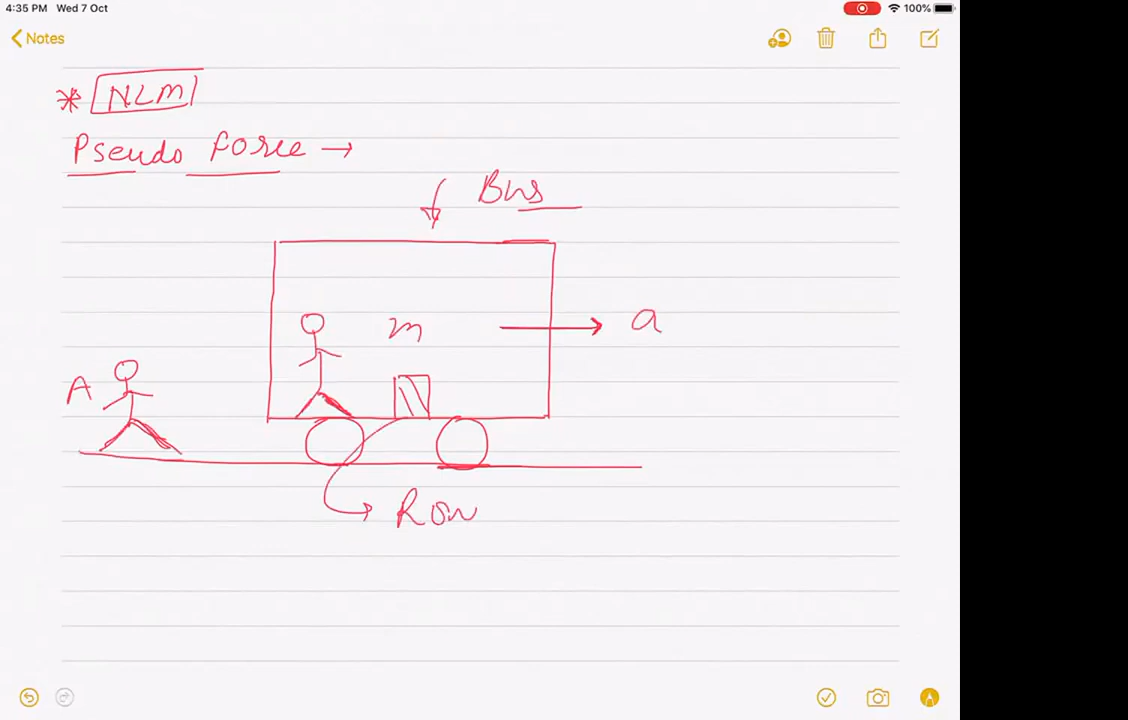 4:35 PM Wed 7 Oct
100%
Notes
* NLM
Pseudo force →
Bus
m
a
A
Row